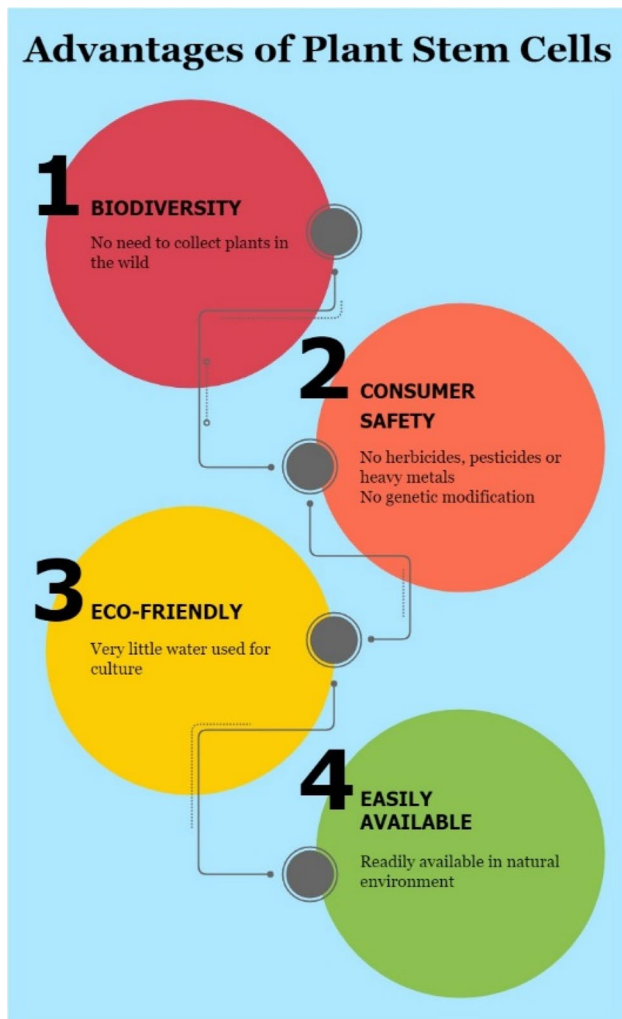 Advantages of Plant Stem Cells
1
BIODIVERSITY
No need to collect plants in
the wild
2
CONSUMER
SAFETY
No herbicides, pesticides or
heavy metals
No genetic modification
3
ECO-FRIENDLY
Very little water used for
culture
4
EASILY
AVAILABLE
Readily available in natural
environment